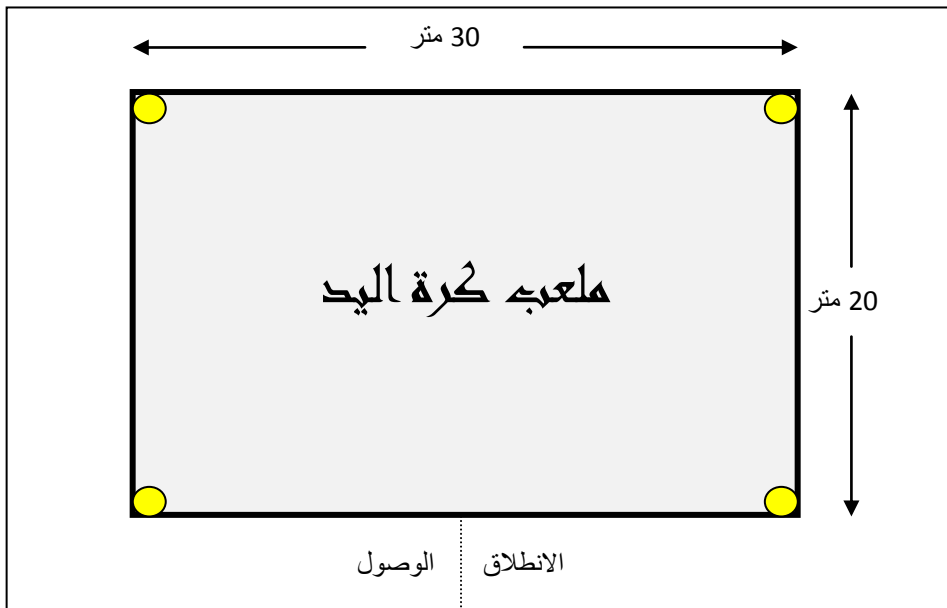 30 متر
ملعب كرة اليد
20 متر
الانطلاق
الوصول